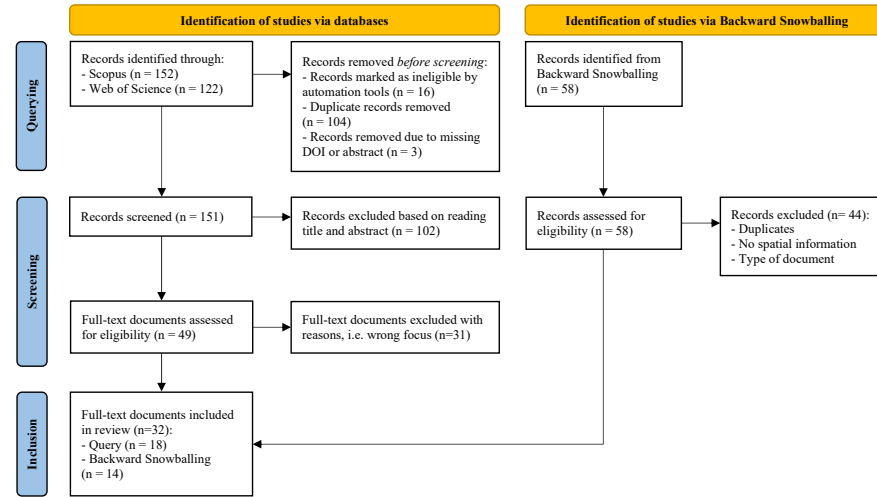 Identification of studies via databases
Identification of studies via Backward Snowballing
Querying
Records identified through:
- Scopus (n = 152)
- Web of Science (n = 122)
Records removed before screening:
- Records marked as ineligible by
automation tools (n = 16)
- Duplicate records removed
(n = 104)
- Records removed due to missing
DOI or abstract (n = 3)
Records identified from
Backward Snowballing
(n = 58)
Screening
Records screened (n = 151)
Records excluded based on reading
title and abstract (n = 102)
Records assessed for
eligibility (n = 58)
Records excluded (n= 44):
- Duplicates
- No spatial information
- Type of document
Full-text documents assessed
for eligibility (n = 49)
Full-text documents excluded with
reasons, i.e. wrong focus (n=31)
Inclusion
Full-text documents included
in review (n=32):
- Query (n = 18)
- Backward Snowballing
(n = 14)